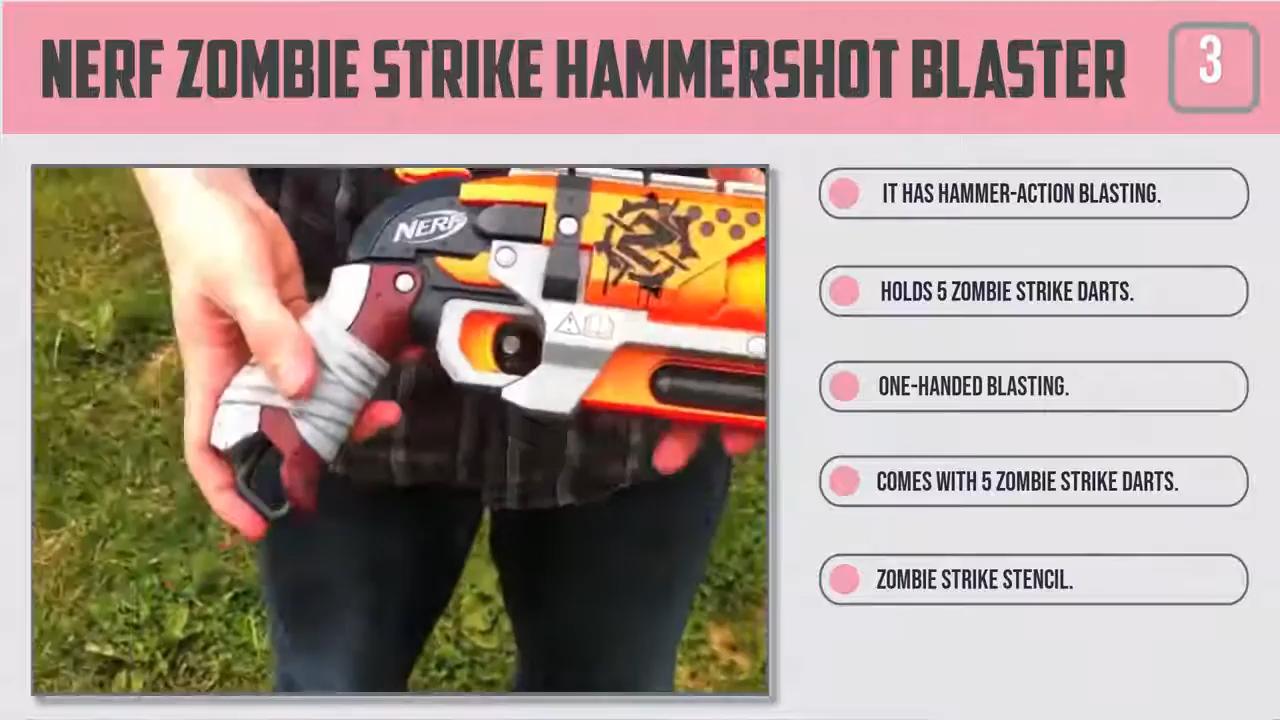 NERF ZOMBIE STRIKE HAMMERSHOT BLASTER
3
NERF
Z
IT HAS HAMMER-ACTION BLASTING.
HOLDS 5 ZOMBIE STRIKE DARTS.
ONE-HANDED BLASTING.
COMES WITH 5 ZOMBIE STRIKE DARTS.
ZOMBIE STRIKE STENCIL.